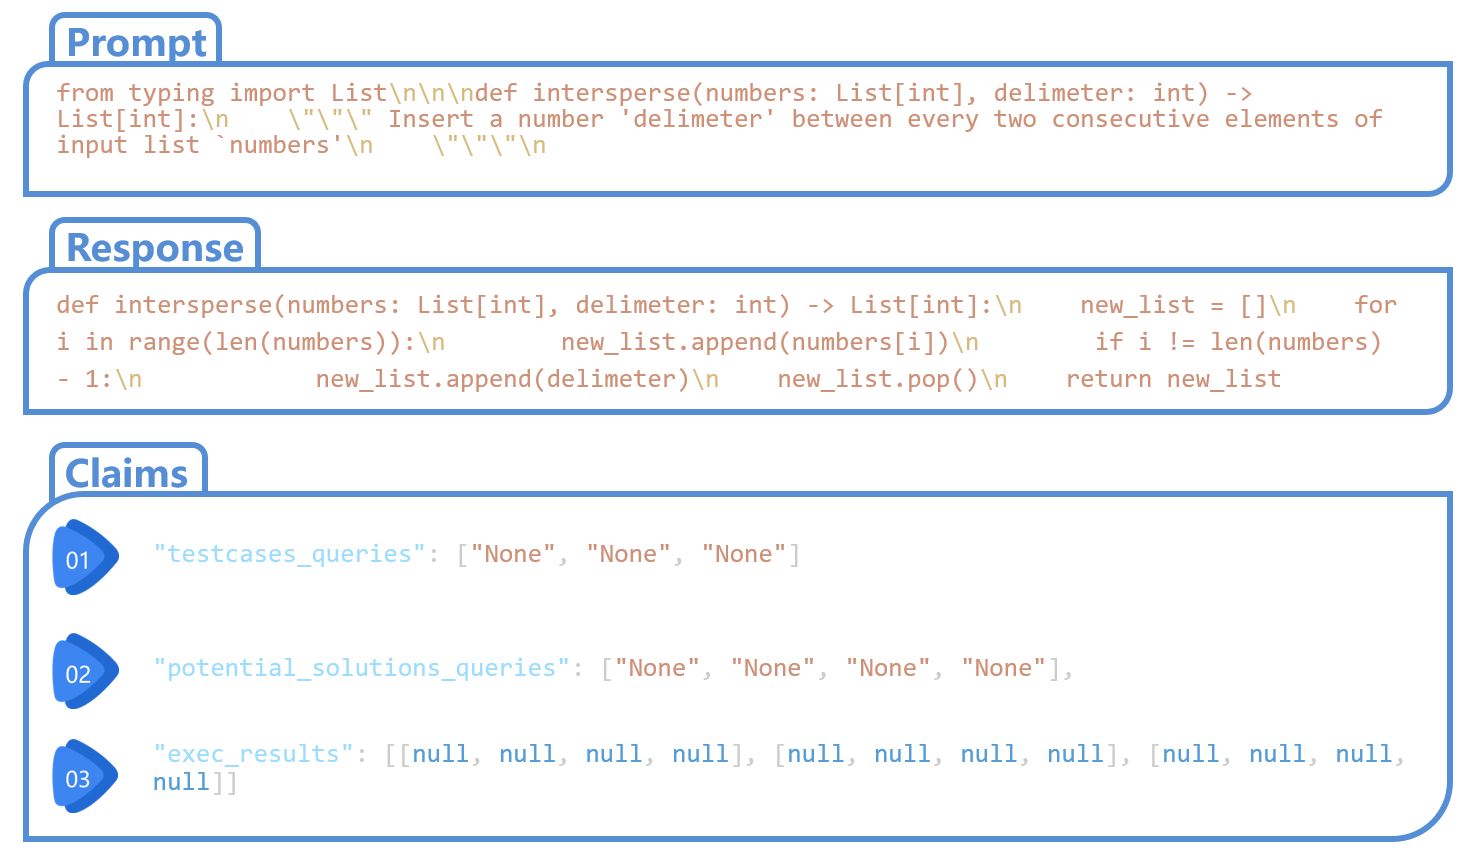 Prompt
from typing import List\n\n\ndef intersperse(numbers: List[int], delimeter: int) ->
List[int]:\n    \"\"\" Insert a number 'delimeter' between every two consecutive elements of
input list `numbers'\n    \"\"\"\n
Response
def intersperse(numbers: List[int], delimeter: int) -> List[int]:\n    new_list = []\n    for
i in range(len(numbers)):\n        new_list.append(numbers[i])\n        if i != len(numbers)
- 1:\n            new_list.append(delimeter)\n    new_list.pop()\n    return new_list
Claims
01 "testcases_queries": ["None", "None", "None"]
02 "potential_solutions_queries": ["None", "None", "None", "None"],
03 "exec_results": [[null, null, null, null], [null, null, null, null], [null, null, null,
null]]